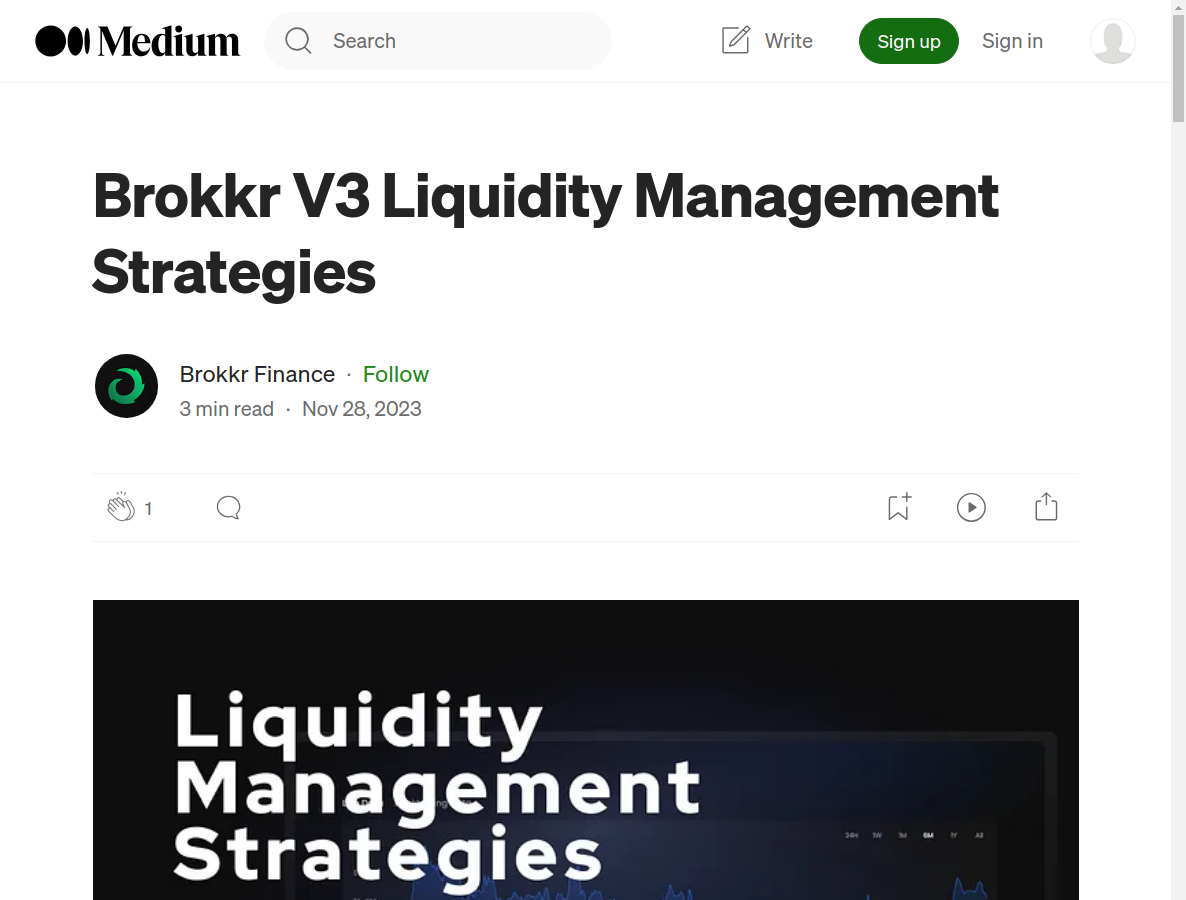 Medium
Search
Write
Sign up
Sign in
Brokkr V3 Liquidity Management
Strategies
Brokkr Finance · Follow
3 min read · Nov 28, 2023
1
Liquidity
Management
Strategies
24H 1W 1M 6M 1Y All